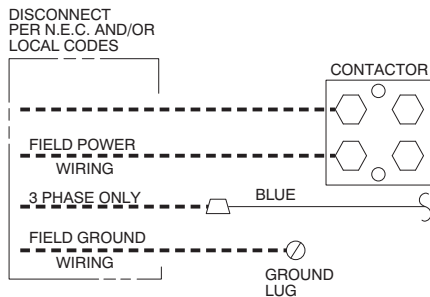 DISCONNECT
PER N.E.C. AND/OR
LOCAL CODES
CONTACTOR
FIELD POWER
WIRING
3 PHASE ONLY
BLUE
FIELD GROUND
WIRING
GROUND
LUG